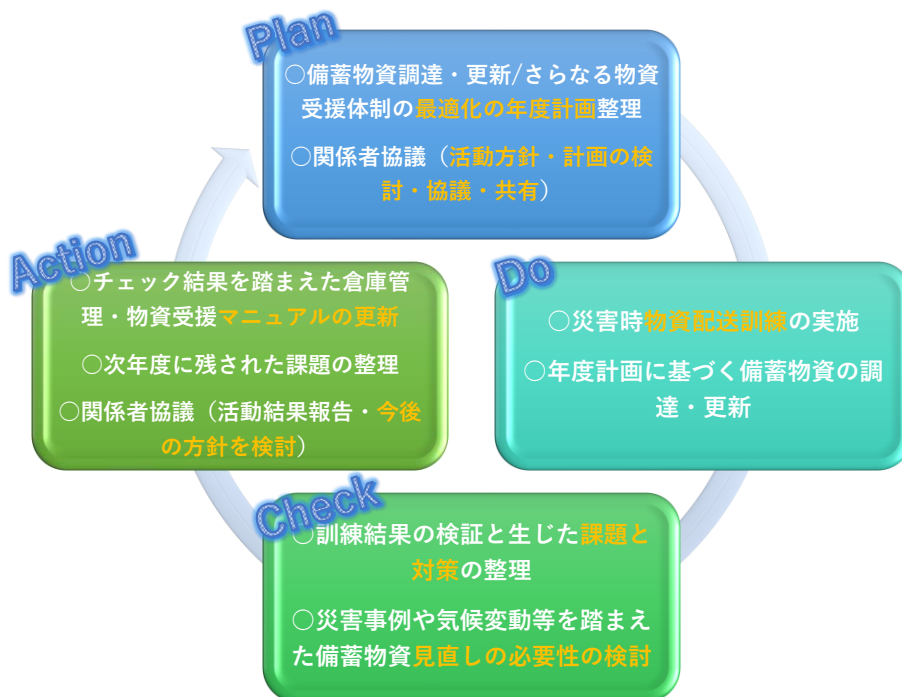 Plan
○備蓄物資調達・更新/さらなる物資
受援体制の最適化の年度計画整理
○関係者協議（活動方針・計画の検
討・協議・共有）
Do
○災害時物資配送訓練の実施
○年度計画に基づく備蓄物資の調
達・更新
Check
○訓練結果の検証と生じた課題と
対策の整理
○災害事例や気候変動等を踏まえ
た備蓄物資見直しの必要性の検討
Action
○チェック結果を踏まえた倉庫管
理・物資受援マニュアルの更新
○次年度に残された課題の整理
○関係者協議（活動結果報告・今後
の方針を検討）